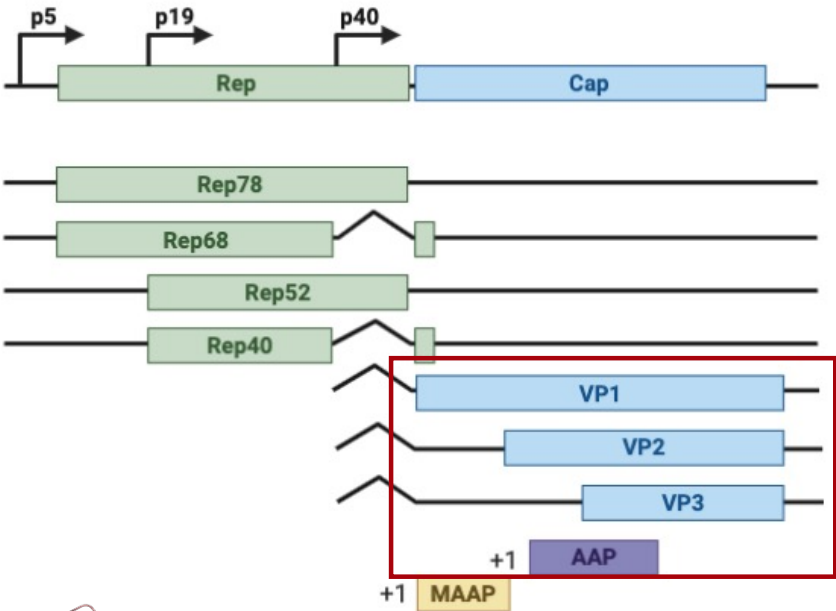 p5 p19 p40
Rep Cap
Rep78
Rep68
Rep52
Rep40
VP1
VP2
VP3
+1 AAP
+1 MAAP